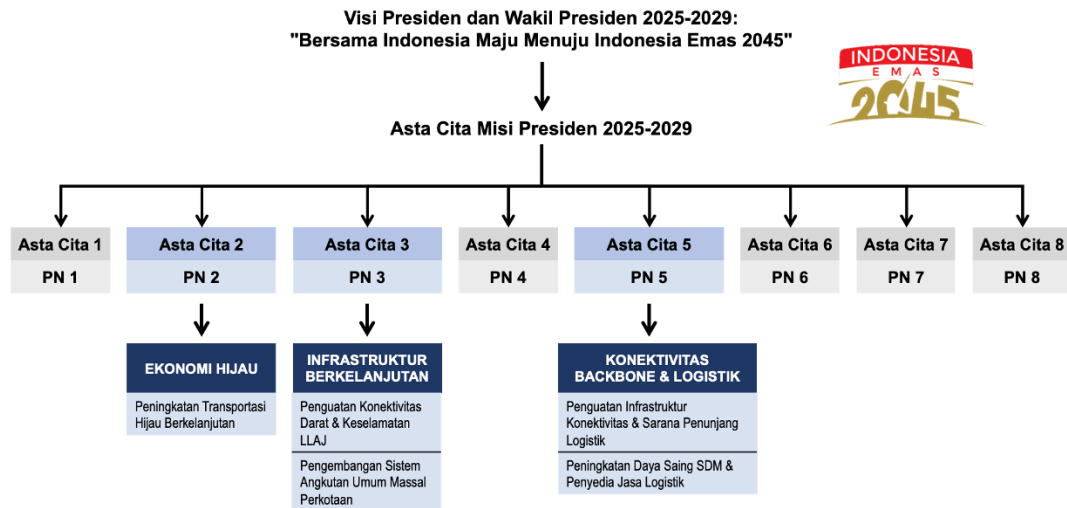 Visi Presiden dan Wakil Presiden 2025-2029:
"Bersama Indonesia Maju Menuju Indonesia Emas 2045"
INDONESIA
EMAS
2045
Asta Cita Misi Presiden 2025-2029
Asta Cita 1
PN 1
Asta Cita 2
PN 2
Asta Cita 3
PN 3
Asta Cita 4
PN 4
Asta Cita 5
PN 5
Asta Cita 6
PN 6
Asta Cita 7
PN 7
Asta Cita 8
PN 8
EKONOMI HIJAU
Peningkatan Transportasi
Hijau Berkelanjutan
INFRASTRUKTUR
BERKELANJUTAN
Penguatan Konektivitas
Darat & Keselamatan
LLAJ
Pengembangan Sistem
Angkutan Umum Massal
Perkotaan
KONEKTIVITAS
BACKBONE & LOGISTIK
Penguatan Infrastruktur
Konektivitas & Sarana Penunjang
Logistik
Peningkatan Daya Saing SDM &
Penyedia Jasa Logistik